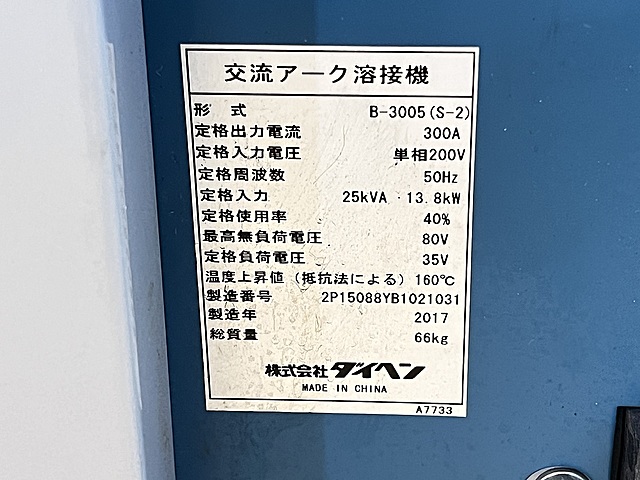 交流アーク溶接機
形 式 B-3005(S-2)
定格出力電流 300A
定格入力電圧 単相200V
定格周波数 50Hz
定格入力 25kVA・13.8kW
定格使用率 40%
最高無負荷電圧 80V
定格負荷電圧 35V
温度上昇値(抵抗法による) 160℃
製造番号 2P15088YB1021031
製造年 2017
総質量 66kg
株式会社ダイヘン
MADE IN CHINA
A7733